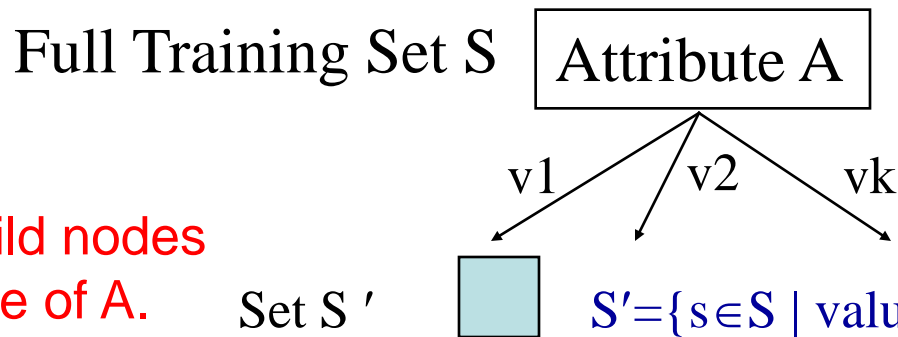 Full Training Set S
Attribute A
v1 v2 vk
ild nodes
e of A.
Set S ′
S′={s∈S | valu